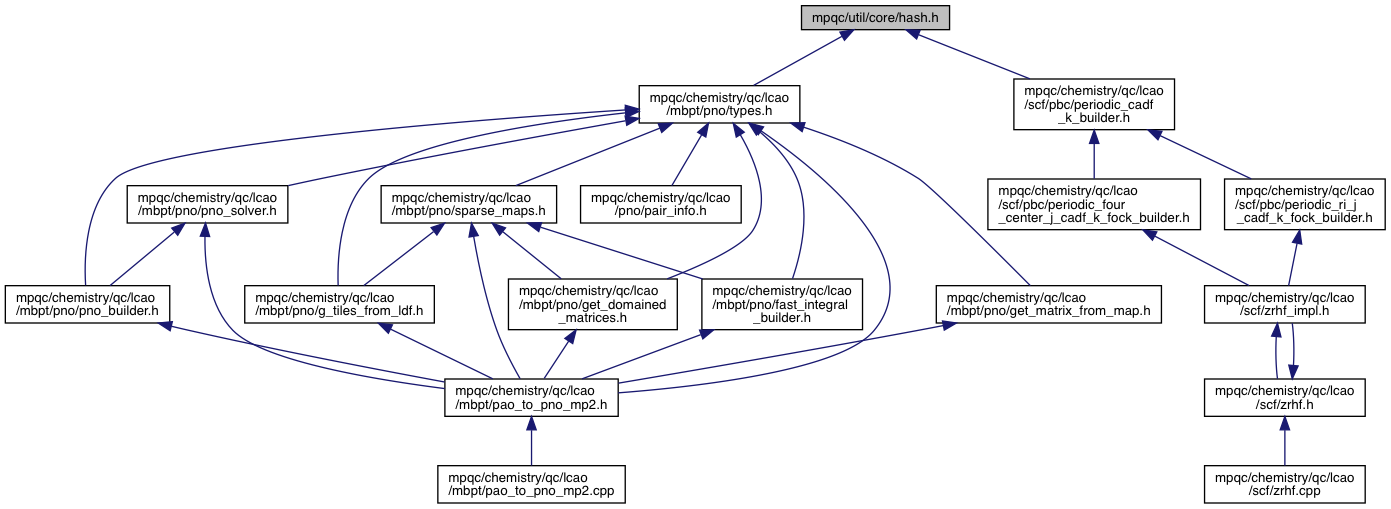 mpqc/util/core/hash.h
mpqc/chemistry/qc/lcao
/mbpt/pno/types.h
mpqc/chemistry/qc/lcao
/scf/pbc/periodic_cadf
_k_builder.h
mpqc/chemistry/qc/lcao
/mbpt/pno/pno_solver.h
mpqc/chemistry/qc/lcao
/mbpt/pno/sparse_maps.h
mpqc/chemistry/qc/lcao
/pno/pair_info.h
mpqc/chemistry/qc/lcao
/scf/pbc/periodic_four
_center_j_cadf_k_fock_builder.h
mpqc/chemistry/qc/lcao
/scf/pbc/periodic_ri_j
_cadf_k_fock_builder.h
mpqc/chemistry/qc/lcao
/mbpt/pno/pno_builder.h
mpqc/chemistry/qc/lcao
/mbpt/pno/g_tiles_from_ldf.h
mpqc/chemistry/qc/lcao
/mbpt/pno/get_domained
_matrices.h
mpqc/chemistry/qc/lcao
/mbpt/pno/fast_integral
_builder.h
mpqc/chemistry/qc/lcao
/mbpt/pno/get_matrix_from_map.h
mpqc/chemistry/qc/lcao
/scf/zrhf_impl.h
mpqc/chemistry/qc/lcao
/mbpt/pao_to_pno_mp2.h
mpqc/chemistry/qc/lcao
/scf/zrhf.h
mpqc/chemistry/qc/lcao
/mbpt/pao_to_pno_mp2.cpp
mpqc/chemistry/qc/lcao
/scf/zrhf.cpp